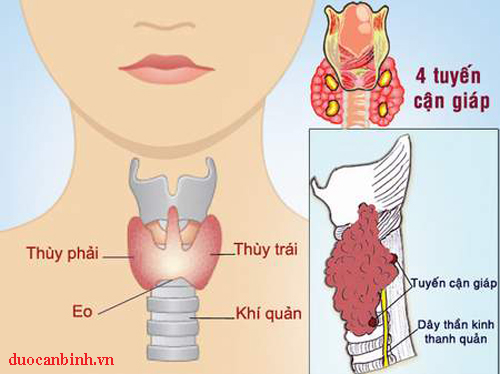 4 tuyến
cận giáp
Thùy phải
Thùy trái
Eo
Khí quản
Tuyến cận giáp
Dây thần kinh
thanh quản
duocanbinh.vn